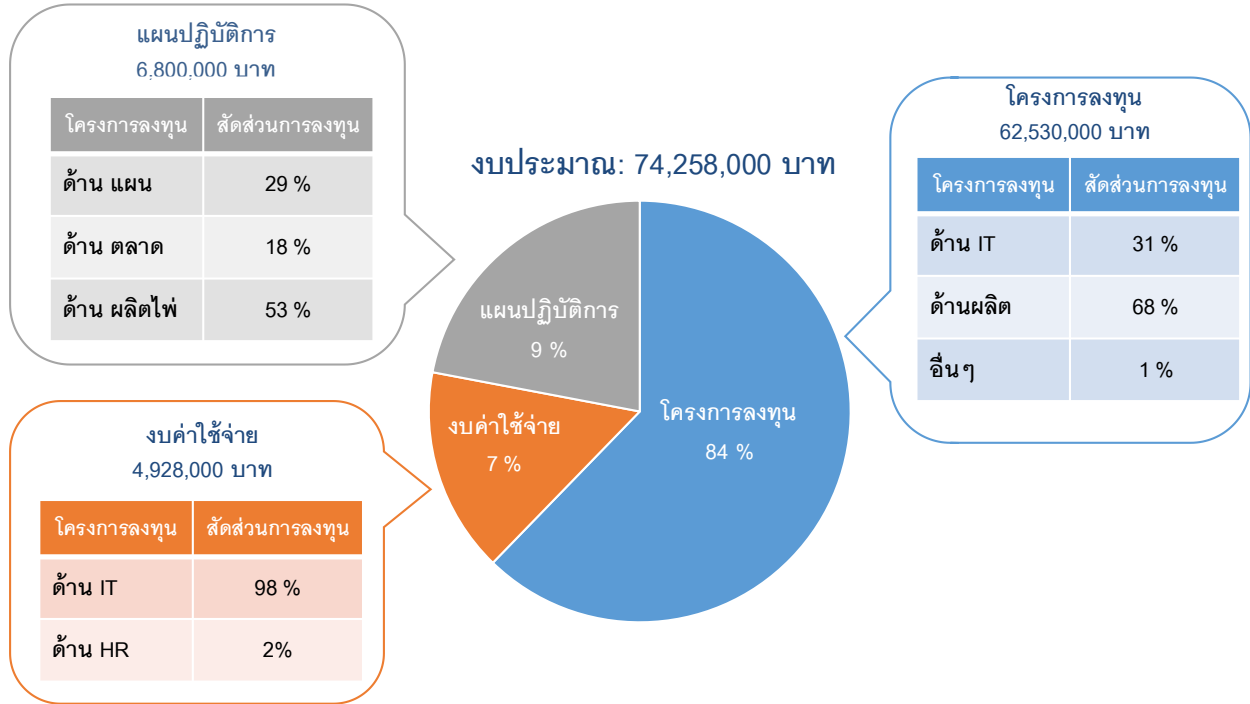 แผนปฏิบัติการ
6,800,000 บาท
โครงการลงทุน สัดส่วนการลงทุน
ด้าน แผน 29 %
ด้าน ตลาด 18 %
ด้าน ผลิตไพ่ 53 %
งบประมาณ: 74,258,000 บาท
โครงการลงทุน
62,530,000 บาท
โครงการลงทุน สัดส่วนการลงทุน
ด้าน IT 31 %
ด้านผลิต 68 %
อื่นๆ 1 %
แผนปฏิบัติการ
9 %
งบค่าใช้จ่าย
7 %
โครงการลงทุน
84 %
งบค่าใช้จ่าย
4,928,000 บาท
โครงการลงทุน สัดส่วนการลงทุน
ด้าน IT 98 %
ด้าน HR 2%